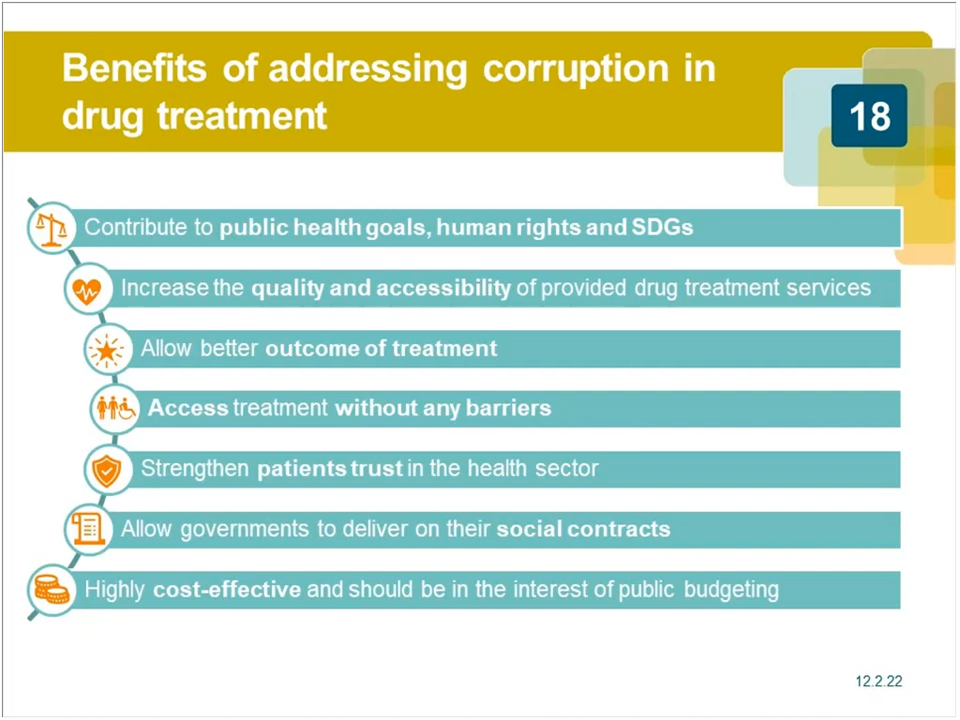 Benefits of addressing corruption in
drug treatment
18
Contribute to public health goals, human rights and SDGs
Increase the quality and accessibility of provided drug treatment services
Allow better outcome of treatment
Access treatment without any barriers
Strengthen patients trust in the health sector
Allow governments to deliver on their social contracts
Highly cost-effective and should be in the interest of public budgeting
12.2.22